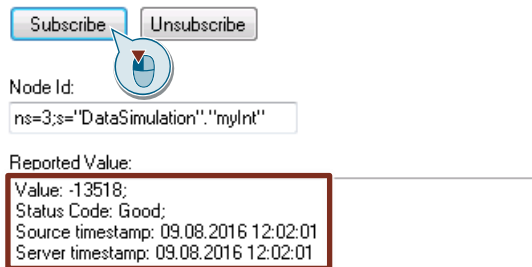 Subscribe Unsubscribe
Node Id:
ns=3;s="DataSimulation"."myInt"
Reported Value:
Value: -13518;
Status Code: Good;
Source timestamp: 09.08.2016 12:02:01
Server timestamp: 09.08.2016 12:02:01